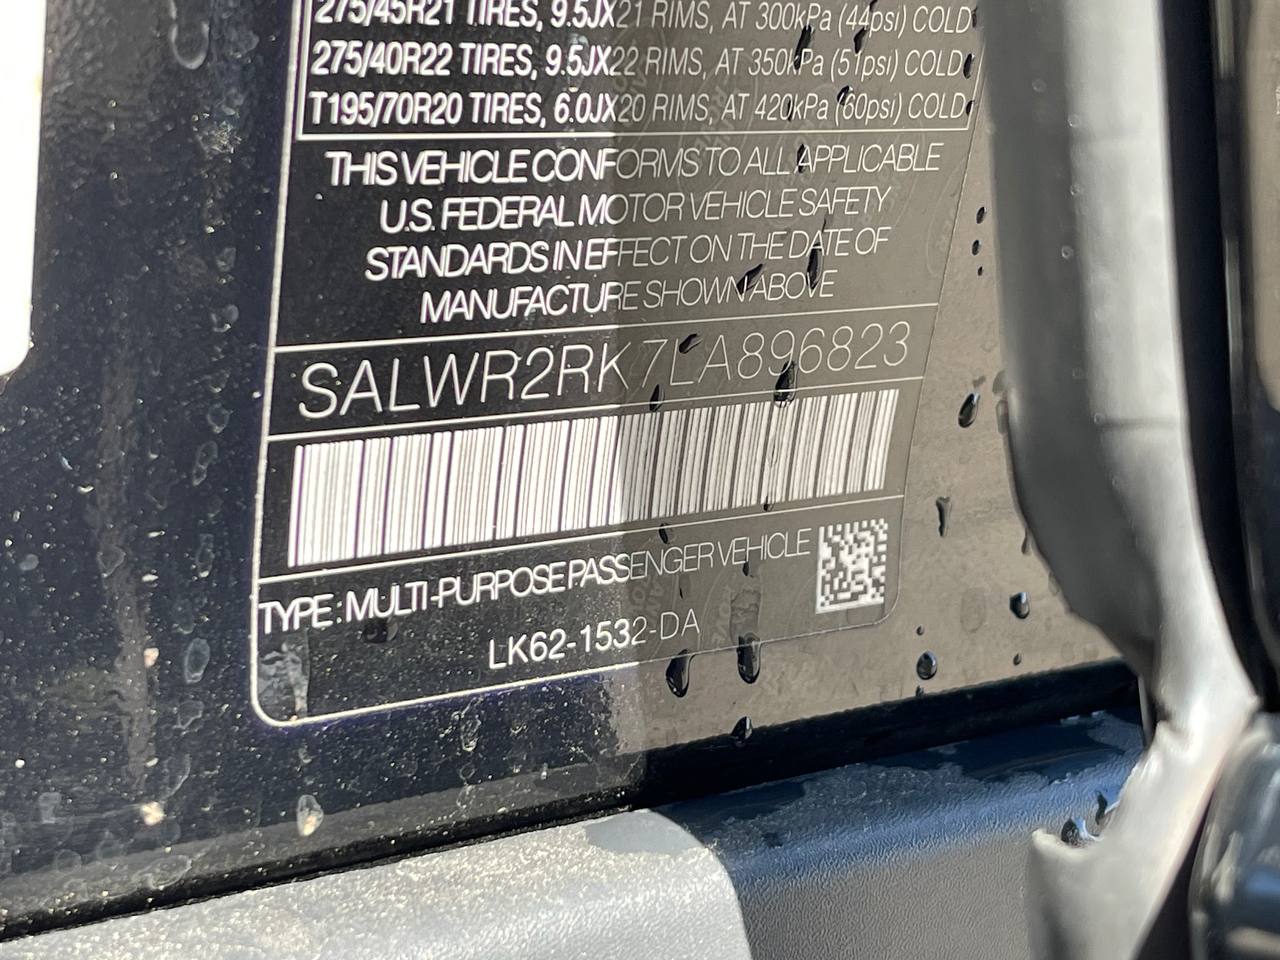 275/45R21 TIRES, 9.5JX21 RIMS, AT 300kPa (44psi) COLD
275/40R22 TIRES, 9.5JX22 RIMS, AT 350kPa (51psi) COLD
T195/70R20 TIRES, 6.0JX20 RIMS, AT 420kPa (60psi) COLD
THIS VEHICLE CONFORMS TO ALL APPLICABLE
U.S. FEDERAL MOTOR VEHICLE SAFETY
STANDARDS IN EFFECT ON THE DATE OF
MANUFACTURE SHOWN ABOVE
SALWR2RK7LA896823
TYPE: MULTI-PURPOSE PASSENGER VEHICLE
LK62-1532-DA